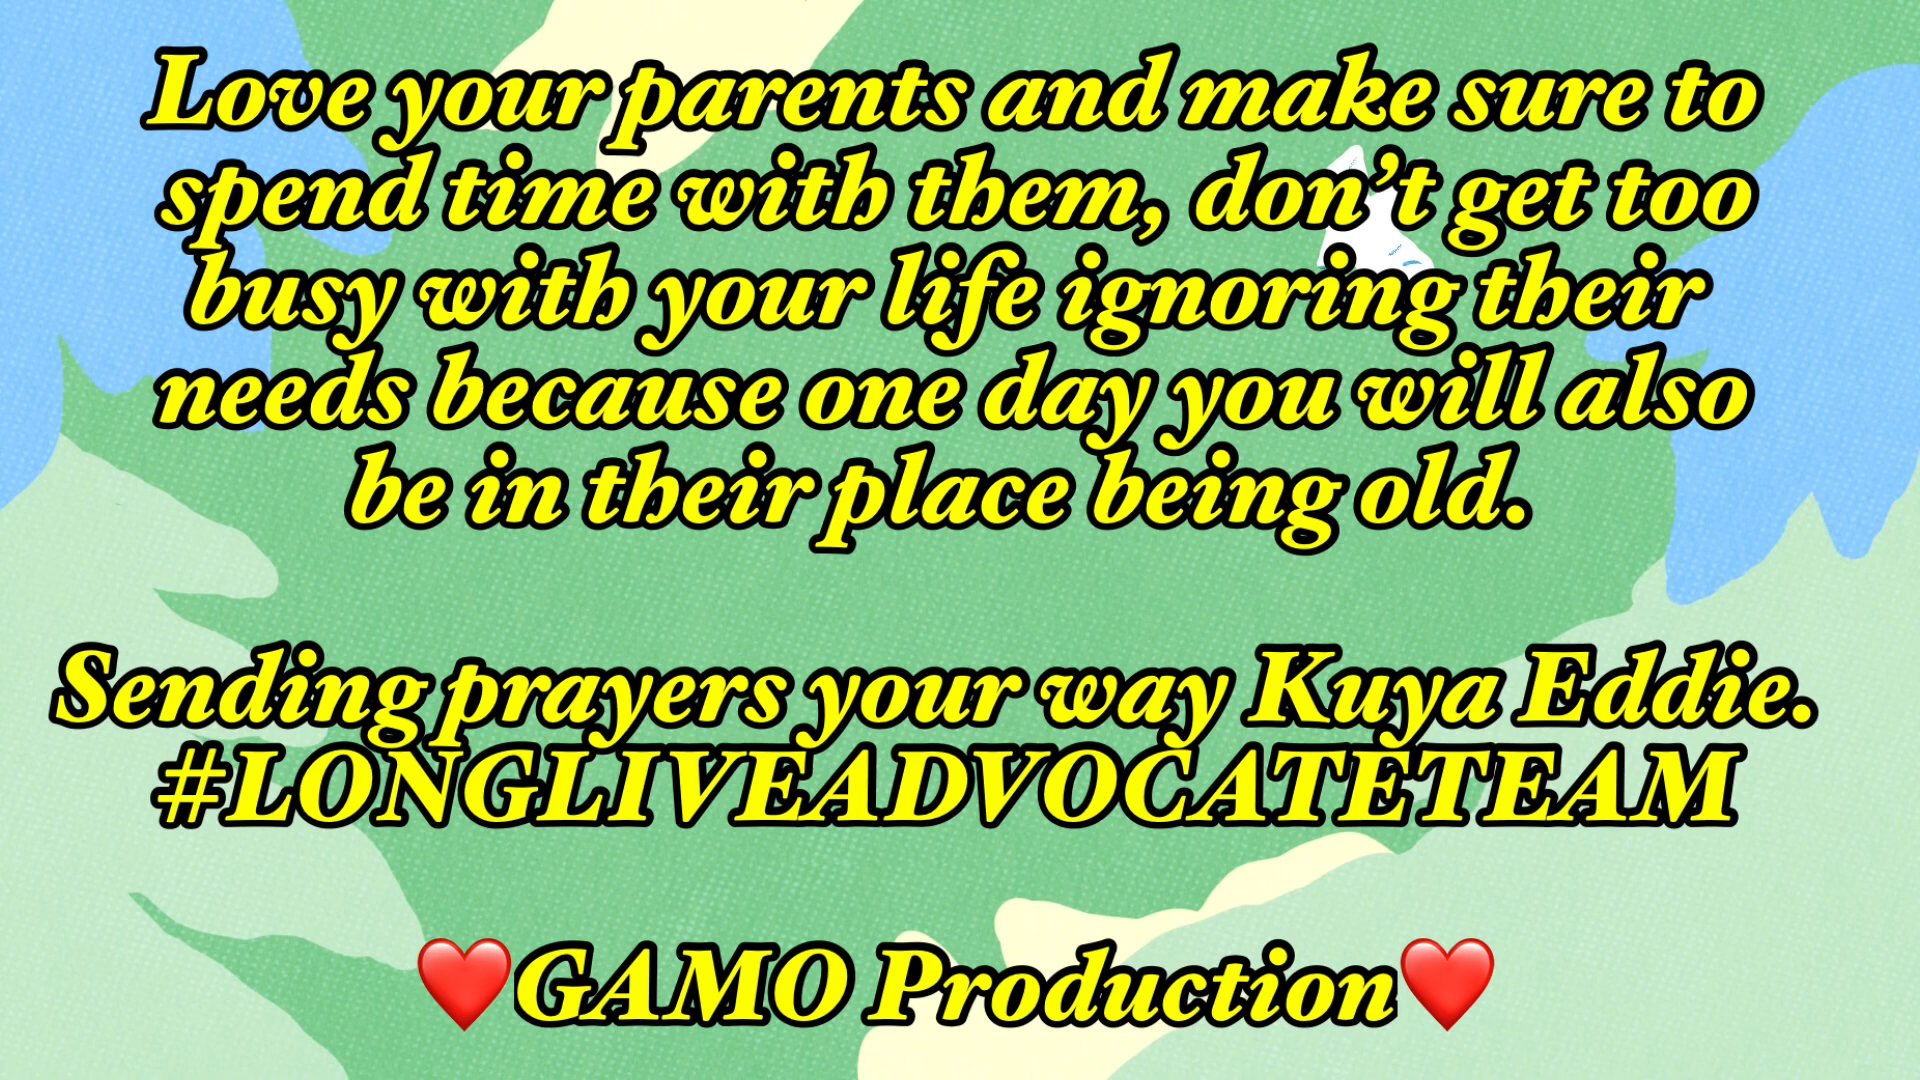 Love your parents and make sure to
spend time with them, don’t get too
busy with your life ignoring their
needs because one day you will also
be in their place being old.
Sending prayers your way Kuya Eddie.
#LONGLIVEADVOCATETEAM
❤️GAMO Production❤️